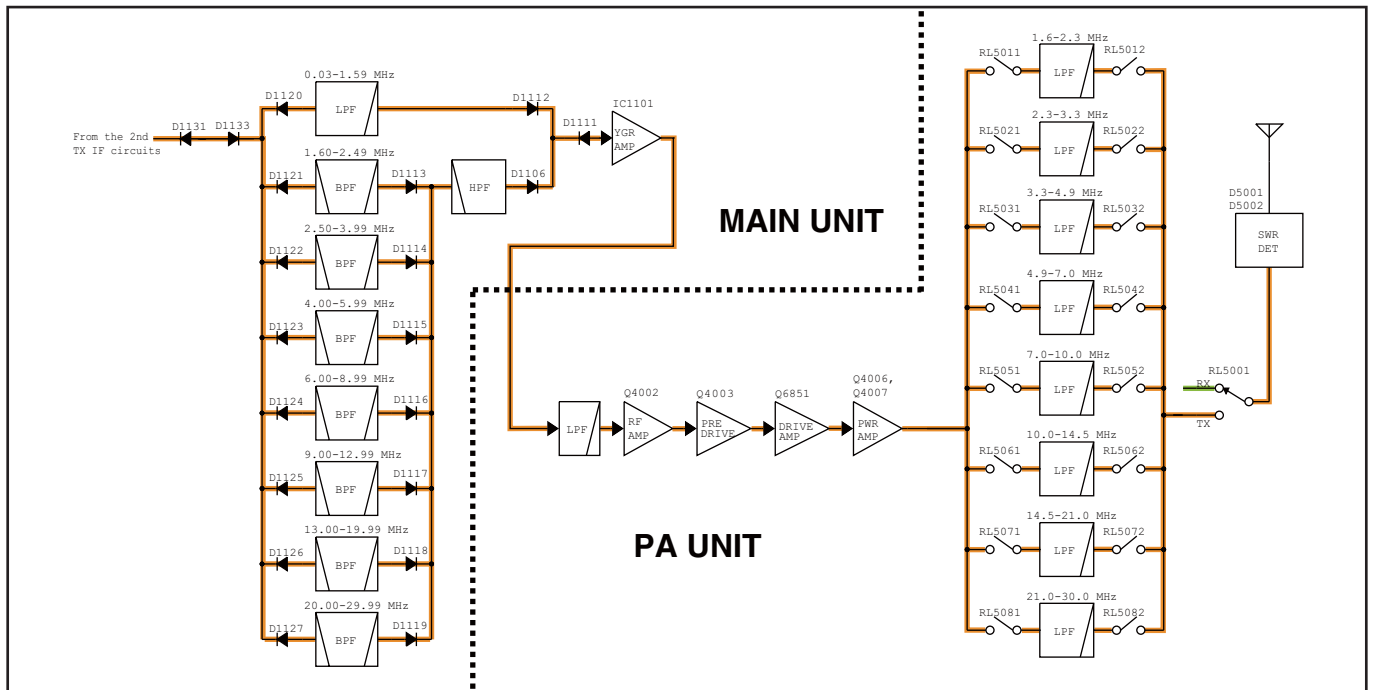 From the 2nd
TX IF circuits
D1131 D1133
0.03-1.59 MHz
D1120
LPF
D1112
1.60-2.49 MHz
D1121
BPF
D1113
HPF
D1106
2.50-3.99 MHz
D1122
BPF
D1114
4.00-5.99 MHz
D1123
BPF
D1115
6.00-8.99 MHz
D1124
BPF
D1116
9.00-12.99 MHz
D1125
BPF
D1117
13.00-19.99 MHz
D1126
BPF
D1118
20.00-29.99 MHz
D1127
BPF
D1119
D1111
IC1101
YGR
AMP
MAIN UNIT
LPF
Q4002
RF
AMP
Q4003
PRE
DRIVE
Q6851
DRIVE
AMP
Q4006,
Q4007
PWR
AMP
PA UNIT
1.6-2.3 MHz
RL5011
LPF
RL5012
2.3-3.3 MHz
RL5021
LPF
RL5022
3.3-4.9 MHz
RL5031
LPF
RL5032
4.9-7.0 MHz
RL5041
LPF
RL5042
7.0-10.0 MHz
RL5051
LPF
RL5052
10.0-14.5 MHz
RL5061
LPF
RL5062
14.5-21.0 MHz
RL5071
LPF
RL5072
21.0-30.0 MHz
RL5081
LPF
RL5082
RL5001
RX
TX
D5001
D5002
SWR
DET